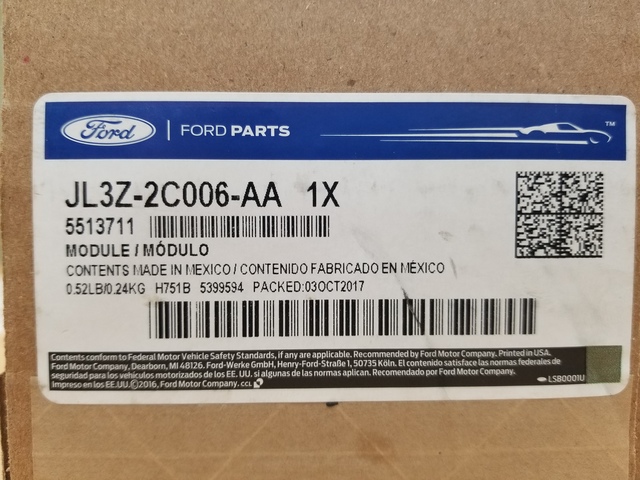 Ford | FORD PARTS
TM
JL3Z-2C006-AA 1X
5513711
MODULE / MÓDULO
CONTENTS MADE IN MEXICO / CONTENIDO FABRICADO EN MÉXICO
0.52LB/0.24KG H751B 5399594 PACKED:03OCT2017
Contents conform to Federal Motor Vehicle Safety Standards, if any are applicable. Recommended by Ford Motor Company. Printed in USA.
Ford Motor Company, Dearborn, MI 48126. Ford-Werke GmbH, Henry-Ford-Straße 1, 50735 Köln. El contenido satisface las normas federales de
seguridad para los vehículos motorizados de los EE. UU. si algunas de las normas aplican. Recomendado por Ford Motor Company.
Impreso en los EE.UU.©2016, Ford Motor Company. CCL
LSB0001U